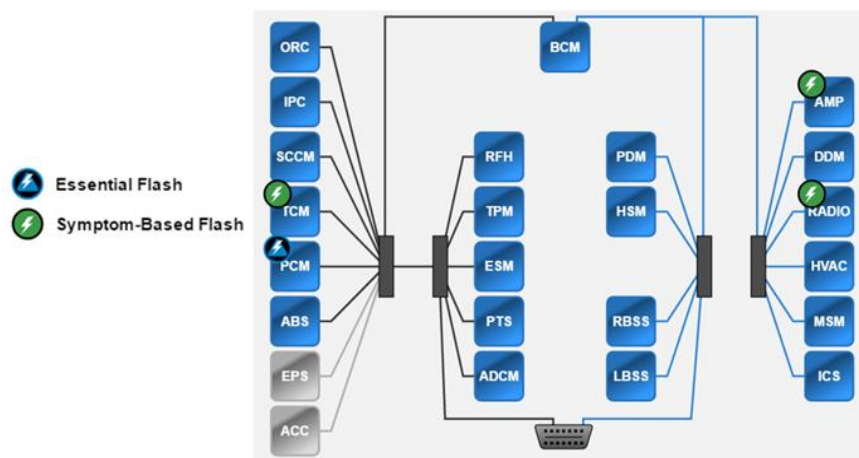 ORC
BCM
IPC
AMP
SCCM
RFH
PDM
DDM
Essential Flash
Symptom-Based Flash
TCM
TPM
HSM
RADIO
PCM
ESM
HVAC
ABS
PTS
RBSS
MSM
EPS
ADCM
LBSS
ICS
ACC